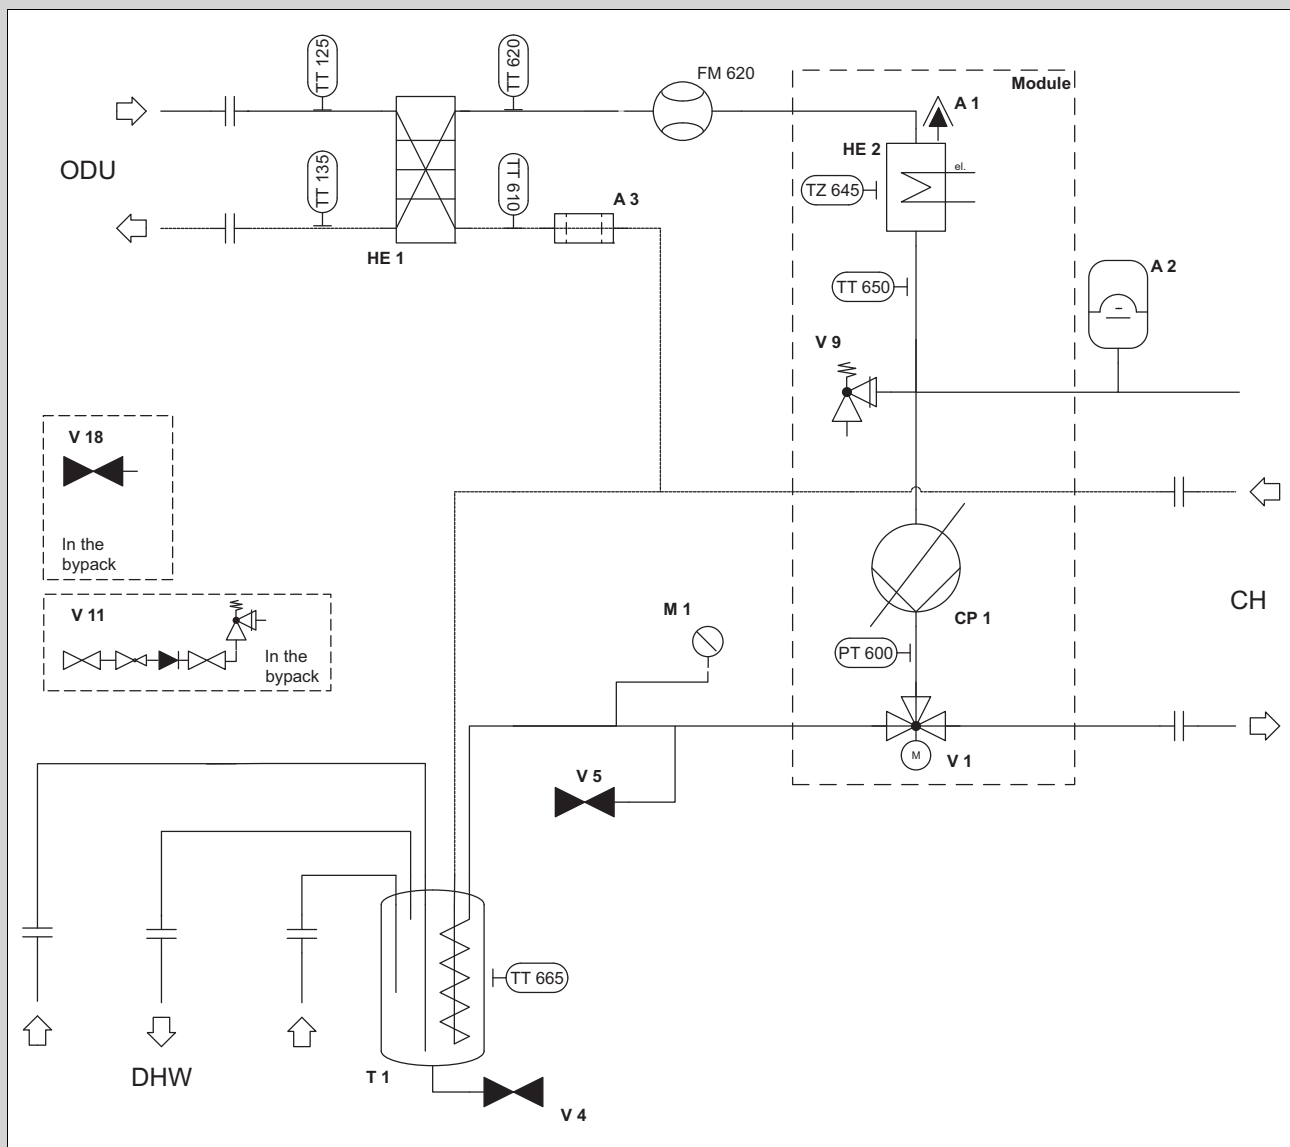 TT 125
TT 620
FM 620
Module
A 1
HE 2
el.
ODU
TT 135
TT 610
A 3
TZ 645
HE 1
TT 650
A 2
V 9
V 18
In the
bypack
CH
V 11
In the
bypack
M 1
CP 1
PT 600
V 1
M
V 5
TT 665
DHW
T 1
V 4